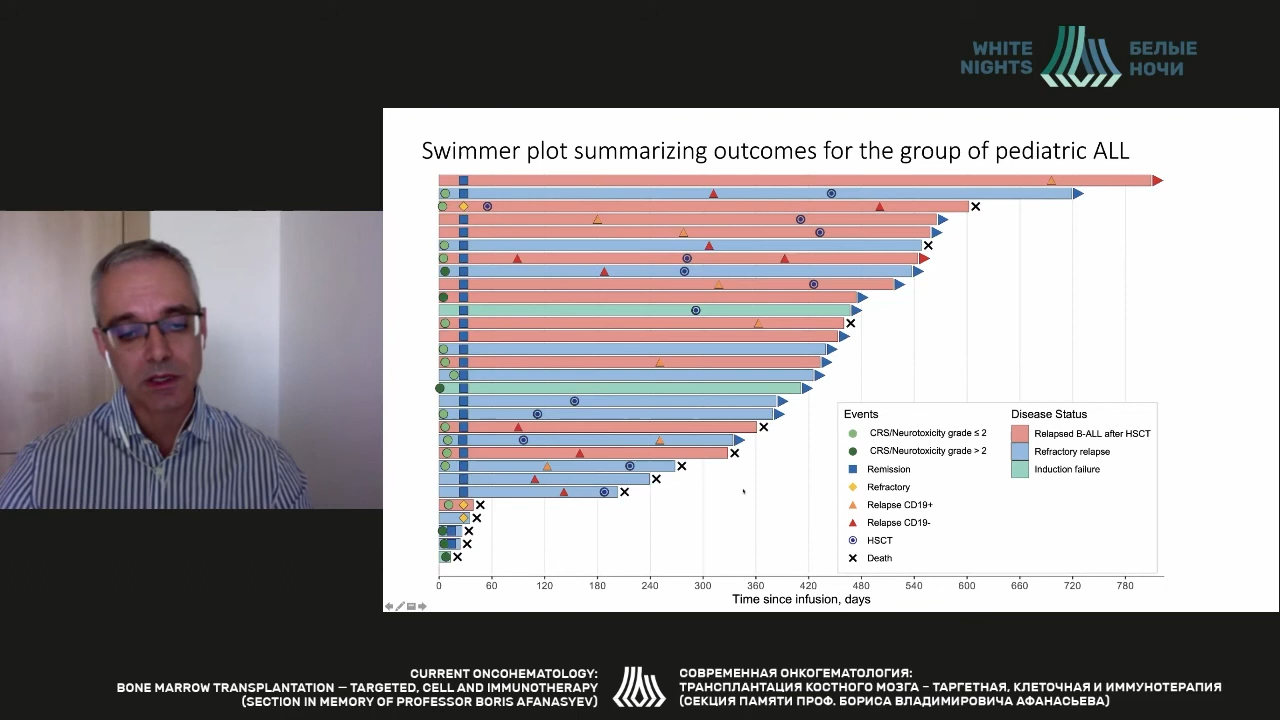 WHITE
NIGHTS
БЕЛЫЕ
НОЧИ
Swimmer plot summarizing outcomes for the group of pediatric ALL
Events
CRS/Neurotoxicity grade ≤ 2
CRS/Neurotoxicity grade > 2
Remission
Refractory
Relapse CD19+
Relapse CD19-
HSCT
Death
Disease Status
Relapsed B-ALL after HSCT
Refractory relapse
Induction failure
0 60 120 180 240 300 360 420 480 540 600 660 720 780
Time since infusion, days
CURRENT ONCOHEMATOLOGY:
BONE MARROW TRANSPLANTATION — TARGETED, CELL AND IMMUNOTHERAPY
(SECTION IN MEMORY OF PROFESSOR BORIS AFANASYEV)
СОВРЕМЕННАЯ ОНКОГЕМАТОЛОГИЯ:
ТРАНСПЛАНТАЦИЯ КОСТНОГО МОЗГА – ТАРГЕТНАЯ, КЛЕТОЧНАЯ И ИММУНОТЕРАПИЯ
(СЕКЦИЯ ПАМЯТИ ПРОФ. БОРИСА ВЛАДИМИРОВИЧА АФАНАСЬЕВА)